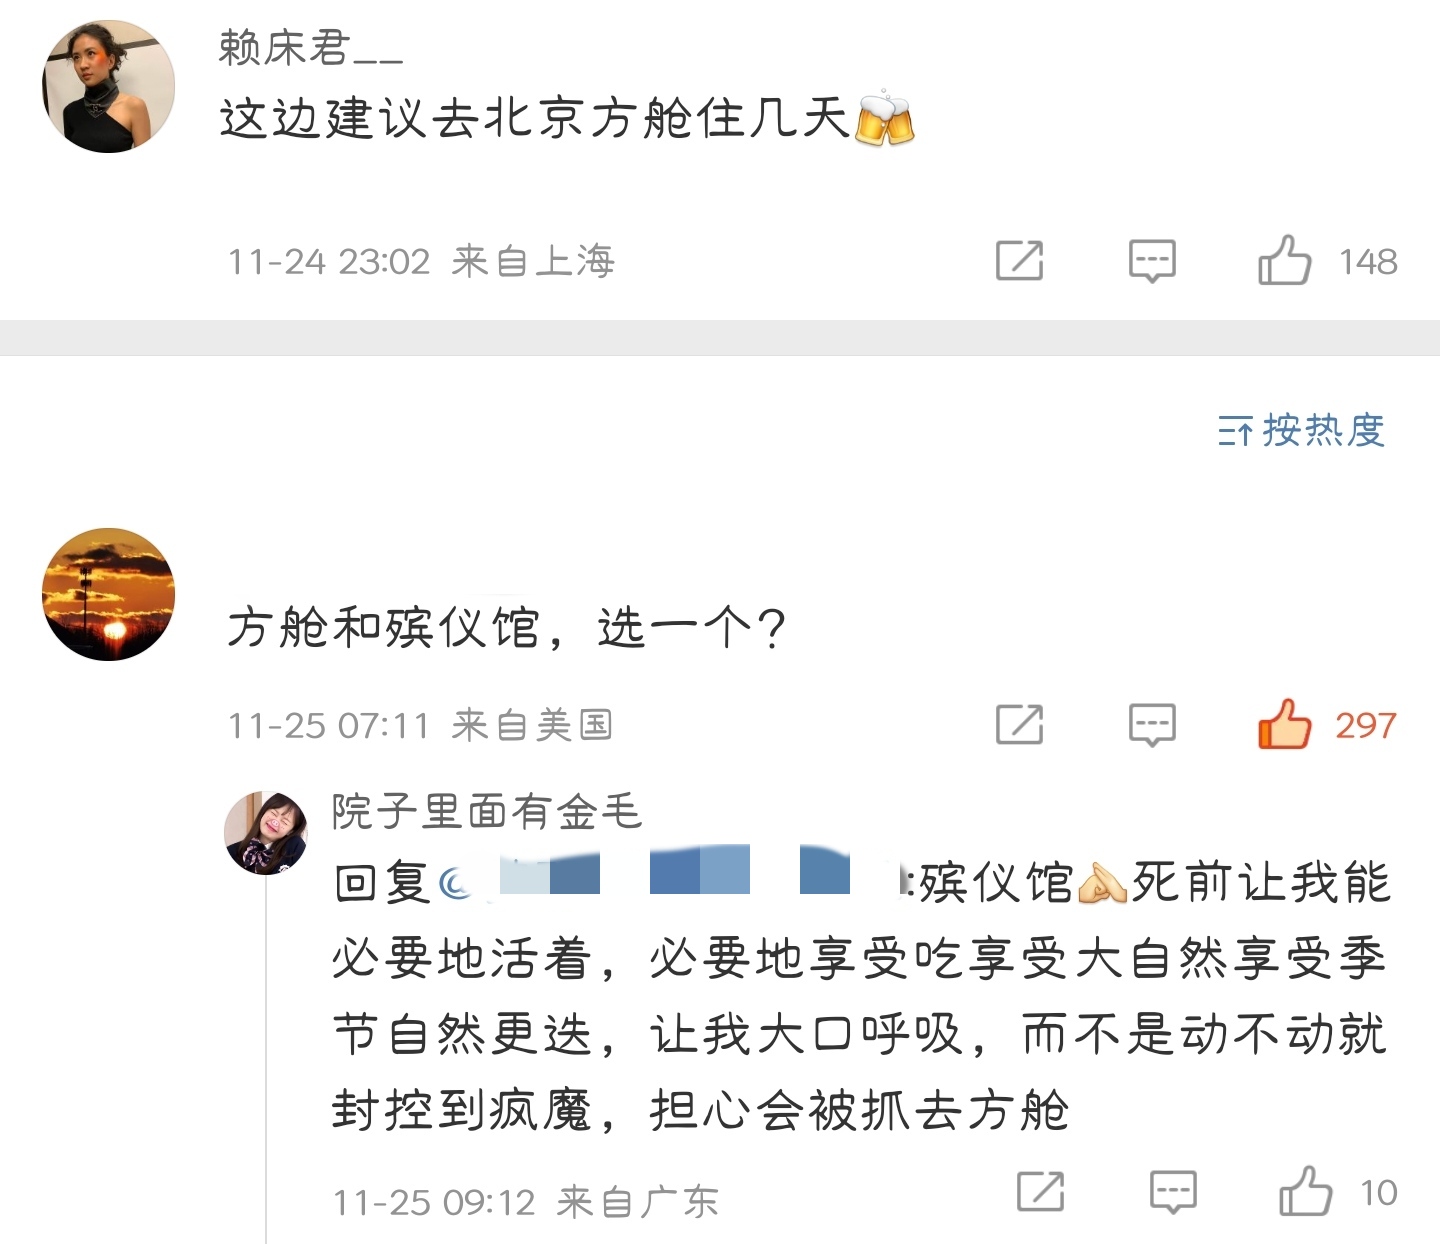 赖床君__
这边建议去北京方舱住几天🍻
11-24 23:02 来自上海 148
按热度
方舱和殡仪馆，选一个？
11-25 07:11 来自美国 297
院子里面有金毛
回复@ :殡仪馆🙏死前让我能
必要地活着，必要地享受吃享受大自然享受季
节自然更迭，让我大口呼吸，而不是动不动就
封控到疯魔，担心会被抓去方舱
11-25 09:12 来自广东 10